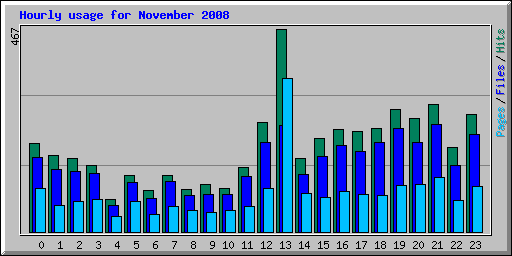 Hourly usage for November 2008
467
Pages / Files / Hits
0 1 2 3 4 5 6 7 8 9 10 11 12 13 14 15 16 17 18 19 20 21 22 23